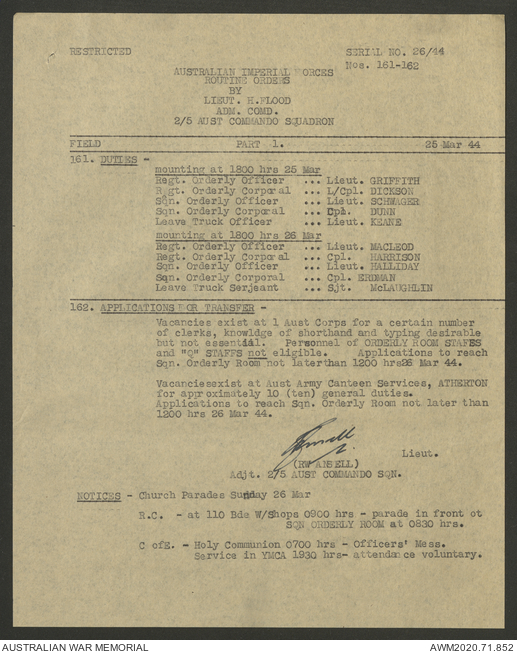 RESTRICTED SERIAL NO. 26/44
Nos. 161-162
AUSTRALIAN IMPERIAL FORCES
ROUTINE ORDERS
BY
LIEUT. H.FLOOD
ADM. COMD.
2/5 AUST COMMANDO SQUADRON
FIELD PART 1. 25 Mar 44
161. DUTIES -
mounting at 1800 hrs 25 Mar
Regt. Orderly Officer ... Lieut. GRIFFITH
Regt. Orderly Corporal ... L/Cpl. DICKSON
Sqn. Orderly Officer ... Lieut. SCHWAGER
Sqn. Orderly Corporal ... Cpl. DUNN
Leave Truck Officer ... Lieut. KEANE
mounting at 1800 hrs 26 Mar
Regt. Orderly Officer ... Lieut. MACLEOD
Regt. Orderly Corporal ... Cpl. HARRISON
Sqn. Orderly Officer ... Lieut. HALLIDAY
Sqn. Orderly Corporal ... Cpl. ERDMAN
Leave Truck Serjeant ... Sjt. McLAUGHLIN
162. APPLICATIONS FOR TRANSFER -
Vacancies exist at 1 Aust Corps for a certain number
of clerks, knowldge of shorthand and typing desirable
but not essential. Personnel of ORDERLY ROOM STAFSS
and "Q" STAFFS not eligible. Applications to reach
Sqn. Orderly Room not laterthan 1200 hrs26 Mar 44.
Vacanciesexist at Aust Army Canteen Services, ATHERTON
for approximately 10 (ten) general duties.
Applications to reach Sqn. Orderly Room not later than
1200 hrs 26 Mar 44.
Lieut.
(RW ANSELL)
Adjt. 2/5 AUST COMMANDO SQN.
NOTICES - Church Parades Sunday 26 Mar
R.C. - at 110 Bde W/Shops 0900 hrs - parade in front of
SQN ORDERLY ROOM at 0830 hrs.
C ofE. - Holy Communion 0700 hrs - Officers' Mess.
Service in YMCA 1930 hrs- attendance voluntary.
AUSTRALIAN WAR MEMORIAL AWM2020.71.852